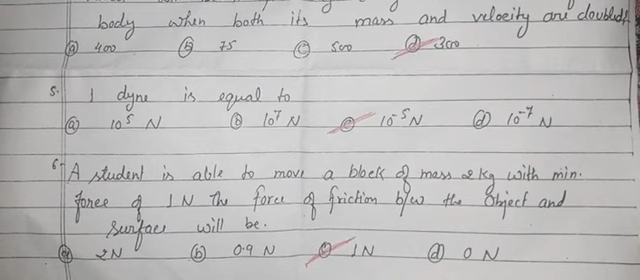 body when both its mass and velocity are doubled?
(a) 400 (b) 75 (c) 500 (d) 300
5. 1 dyne is equal to
(a) 10⁵ N (b) 10⁷ N (c) 10⁻⁵ N (d) 10⁻⁷ N
6. A student is able to move a block of mass 2 kg with min.
force of 1 N The force of friction b/w the Object and
surface will be.
(a) 2N (b) 0.9 N (c) 1N (d) 0 N